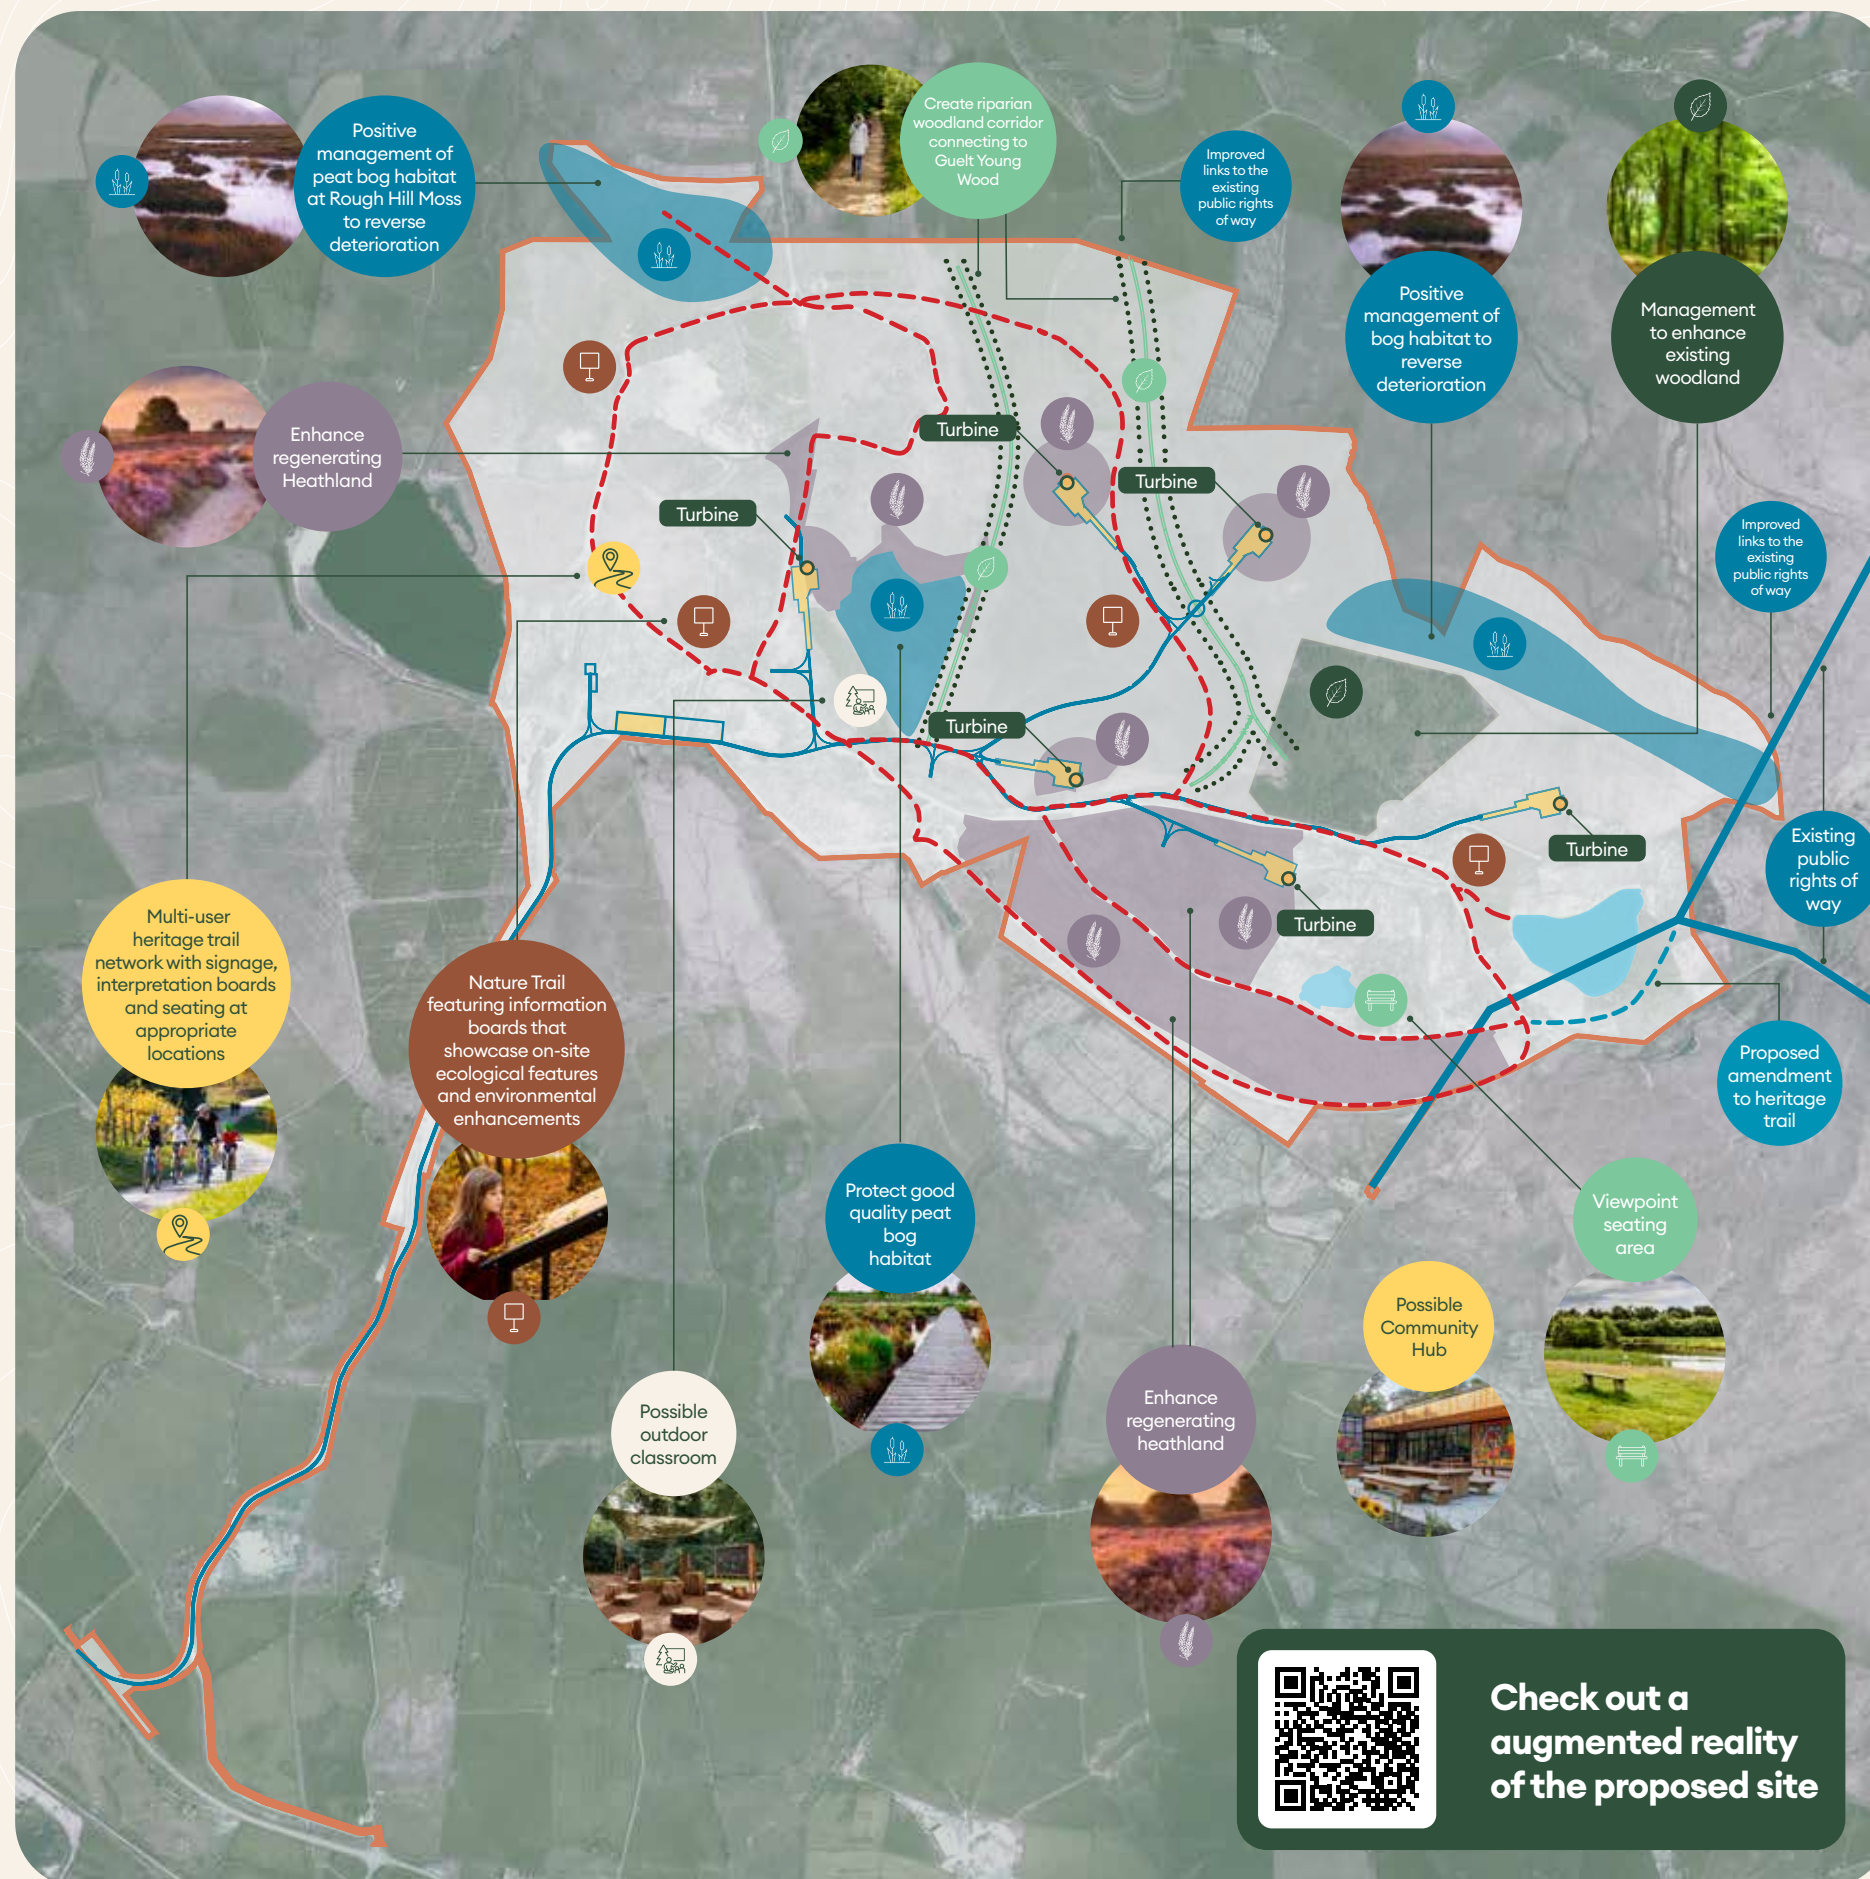 Positive
management of
peat bog habitat
at Rough Hill Moss
to reverse
deterioration
Create riparian
woodland corridor
connecting to
Guelt Young
Wood
Improved
links to the
existing
public rights
of way
Positive
management of
bog habitat to
reverse
deterioration
Management
to enhance
existing
woodland
Enhance
regenerating
Heathland
Turbine
Turbine
Turbine
Improved
links to the
existing
public rights
of way
Turbine
Turbine
Turbine
Existing
public
rights of
way
Multi-user
heritage trail
network with signage,
interpretation boards
and seating at
appropriate
locations
Nature Trail
featuring information
boards that
showcase on-site
ecological features
and environmental
enhancements
Proposed
amendment
to heritage
trail
Protect good
quality peat
bog
habitat
Viewpoint
seating
area
Possible
Community
Hub
Possible
outdoor
classroom
Enhance
regenerating
heathland
Check out a
augmented reality
of the proposed site